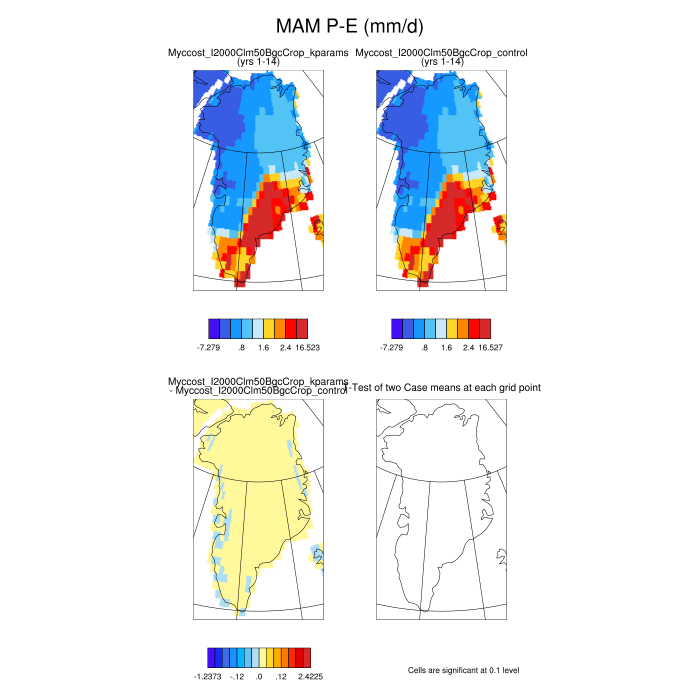 MAM P-E (mm/d)
Myccost_I2000Clm50BgcCrop_kparams
(yrs 1-14)
Myccost_I2000Clm50BgcCrop_control
(yrs 1-14)
-7.279 .8 1.6 2.4 16.523
-7.279 .8 1.6 2.4 16.527
Myccost_I2000Clm50BgcCrop_kparams
- Myccost_I2000Clm50BgcCrop_control
-Test of two Case means at each grid point
-1.2373 -.12 .0 .12 2.4225
Cells are significant at 0.1 level